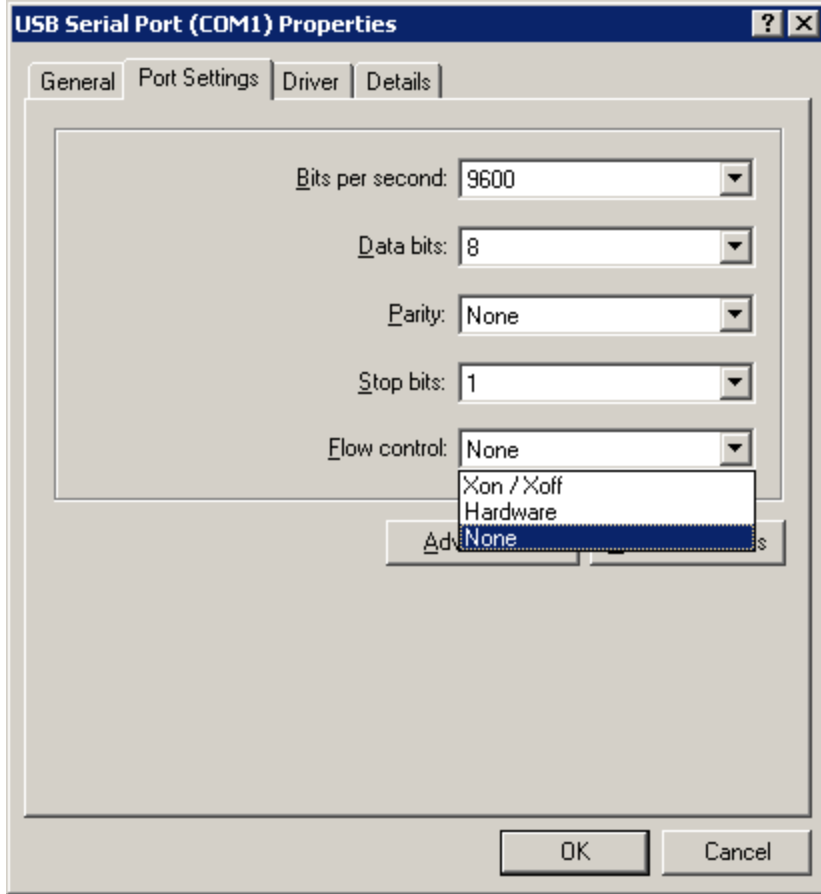 USB Serial Port (COM1) Properties
General Port Settings Driver Details
Bits per second: 9600
Data bits: 8
Parity: None
Stop bits: 1
Flow control: None
Xon / Xoff
Hardware
None
OK Cancel